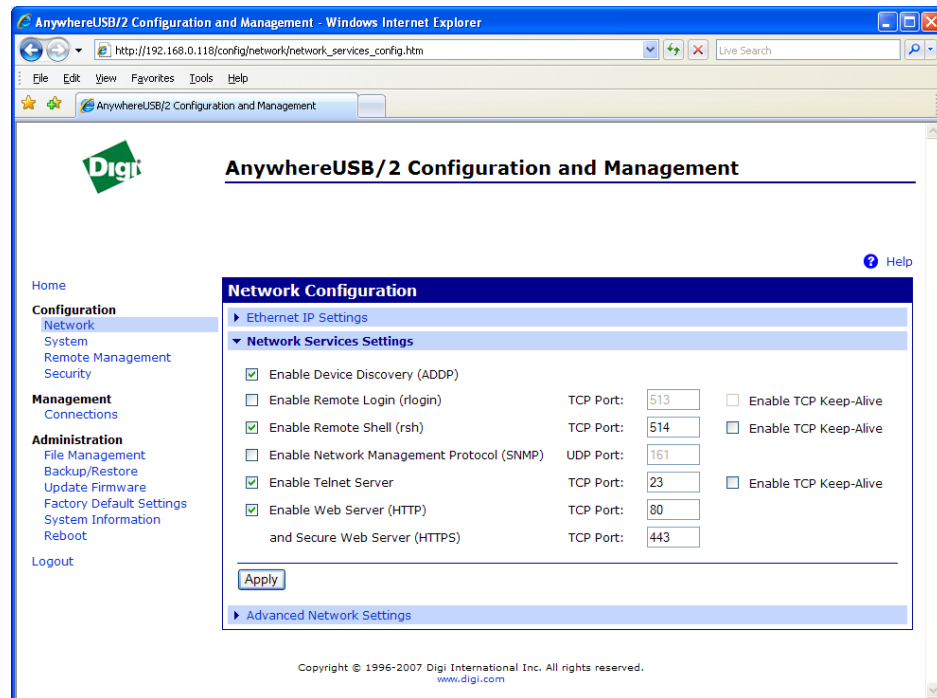 AnywhereUSB/2 Configuration and Management - Windows Internet Explorer
http://192.168.0.118/config/network/network_services_config.htm
Live Search
File Edit View Favorites Tools Help
AnywhereUSB/2 Configuration and Management
Digi
AnywhereUSB/2 Configuration and Management
? Help
Home
Configuration
Network
System
Remote Management
Security
Management
Connections
Administration
File Management
Backup/Restore
Update Firmware
Factory Default Settings
System Information
Reboot
Logout
Network Configuration
Ethernet IP Settings
Network Services Settings
Enable Device Discovery (ADDP)
Enable Remote Login (rlogin) TCP Port: 513 Enable TCP Keep-Alive
Enable Remote Shell (rsh) TCP Port: 514 Enable TCP Keep-Alive
Enable Network Management Protocol (SNMP) UDP Port: 161
Enable Telnet Server TCP Port: 23 Enable TCP Keep-Alive
Enable Web Server (HTTP) TCP Port: 80
and Secure Web Server (HTTPS) TCP Port: 443
Apply
Advanced Network Settings
Copyright © 1996-2007 Digi International Inc. All rights reserved.
www.digi.com